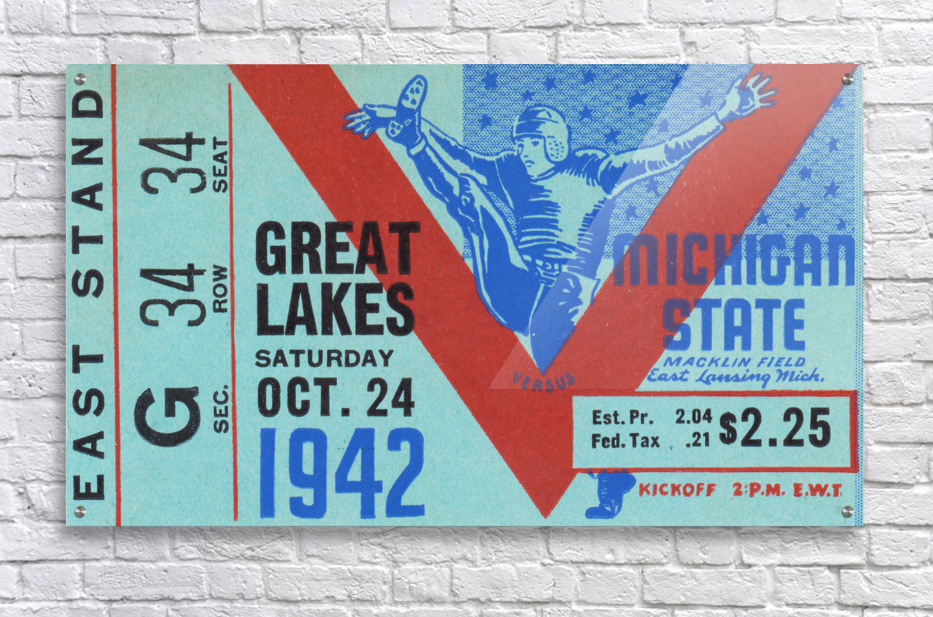 EAST STAND
SEC. G
ROW 34
SEAT 34
GREAT
LAKES
SATURDAY
OCT. 24
1942
VERSUS
MICHIGAN
STATE
MACKLIN FIELD
East Lansing Mich.
Est. Pr. 2.04
Fed. Tax .21
$2.25
KICKOFF 2:P.M. E.W.T.